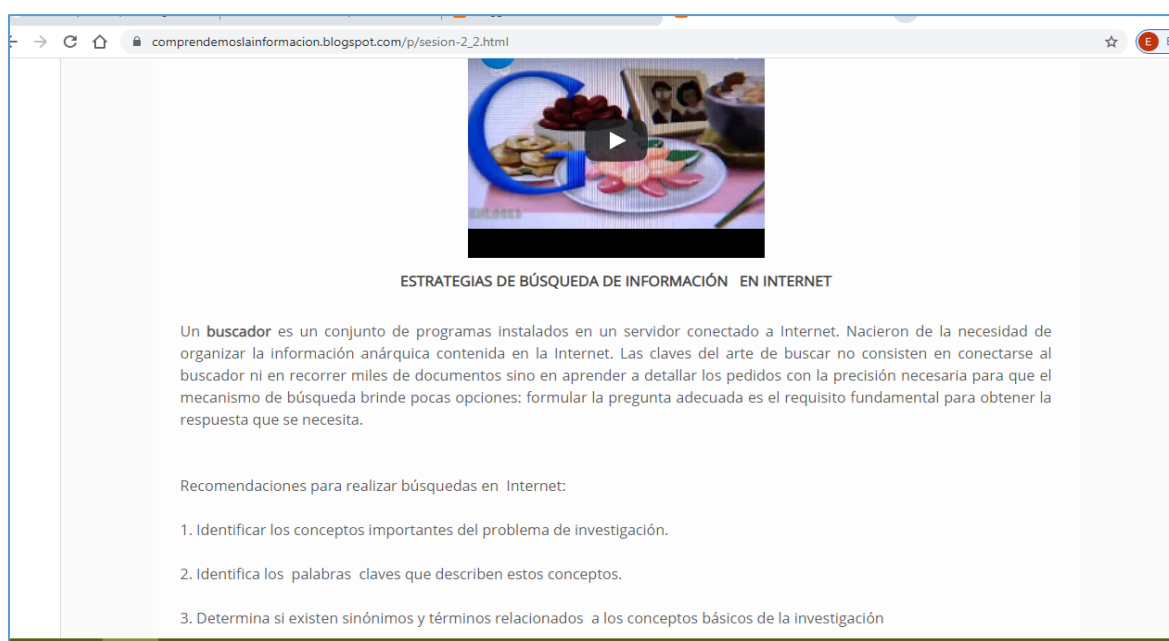 comprendemoslainformacion.blogspot.com/p/sesion-2_2.html
E
ESTRATEGIAS DE BÚSQUEDA DE INFORMACIÓN EN INTERNET
Un buscador es un conjunto de programas instalados en un servidor conectado a Internet. Nacieron de la necesidad de
organizar la información anárquica contenida en la Internet. Las claves del arte de buscar no consisten en conectarse al
buscador ni en recorrer miles de documentos sino en aprender a detallar los pedidos con la precisión necesaria para que el
mecanismo de búsqueda brinde pocas opciones: formular la pregunta adecuada es el requisito fundamental para obtener la
respuesta que se necesita.
Recomendaciones para realizar búsquedas en Internet:
1. Identificar los conceptos importantes del problema de investigación.
2. Identifica los palabras claves que describen estos conceptos.
3. Determina si existen sinónimos y términos relacionados a los conceptos básicos de la investigación